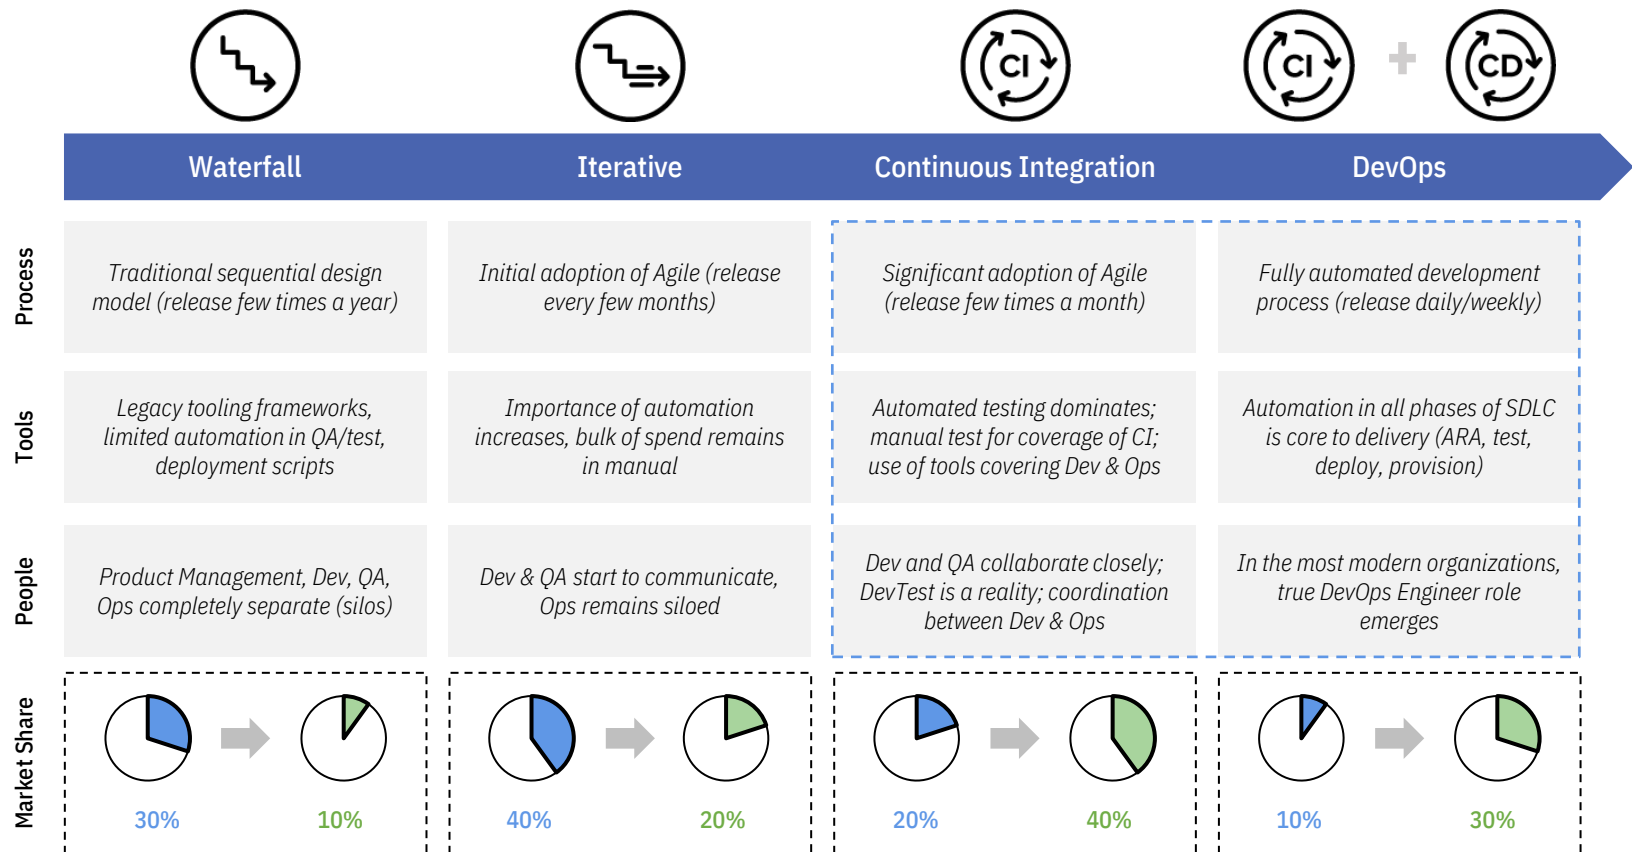 CI
CI
CD
Waterfall
Iterative
Continuous Integration
DevOps
Process
Traditional sequential design
model (release few times a year)
Initial adoption of Agile (release
every few months)
Significant adoption of Agile
(release few times a month)
Fully automated development
process (release daily/weekly)
Tools
Legacy tooling frameworks,
limited automation in QA/test,
deployment scripts
Importance of automation
increases, bulk of spend remains
in manual
Automated testing dominates;
manual test for coverage of CI;
use of tools covering Dev & Ops
Automation in all phases of SDLC
is core to delivery (ARA, test,
deploy, provision)
People
Product Management, Dev, QA,
Ops completely separate (silos)
Dev & QA start to communicate,
Ops remains siloed
Dev and QA collaborate closely;
DevTest is a reality; coordination
between Dev & Ops
In the most modern organizations,
true DevOps Engineer role
emerges
Market Share
30%
10%
40%
20%
20%
40%
10%
30%